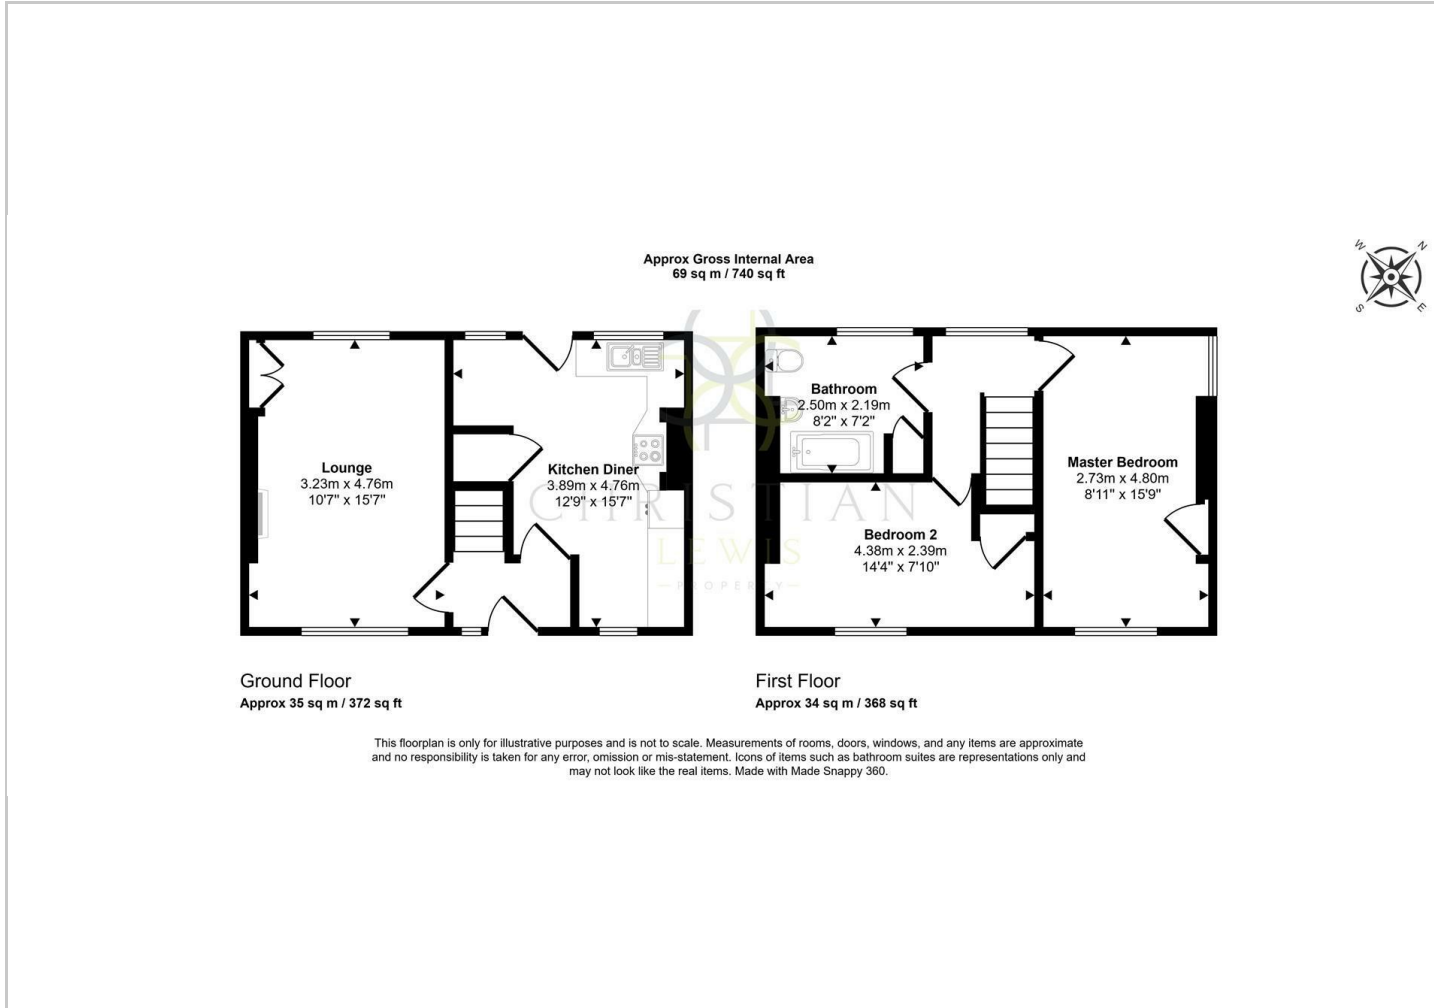 Approx Gross Internal Area
69 sq m / 740 sq ft
W
N
S
E
Lounge
3.23m x 4.76m
10'7" x 15'7"
Kitchen Diner
3.89m x 4.76m
12'9" x 15'7"
Bathroom
2.50m x 2.19m
8'2" x 7'2"
Master Bedroom
2.73m x 4.80m
8'11" x 15'9"
Bedroom 2
4.38m x 2.39m
14'4" x 7'10"
CHRISTIAN
LEWIS
PROPERTY
Ground Floor
Approx 35 sq m / 372 sq ft
First Floor
Approx 34 sq m / 368 sq ft
This floorplan is only for illustrative purposes and is not to scale. Measurements of rooms, doors, windows, and any items are approximate
and no responsibility is taken for any error, omission or mis-statement. Icons of items such as bathroom suites are representations only and
may not look like the real items. Made with Made Snappy 360.